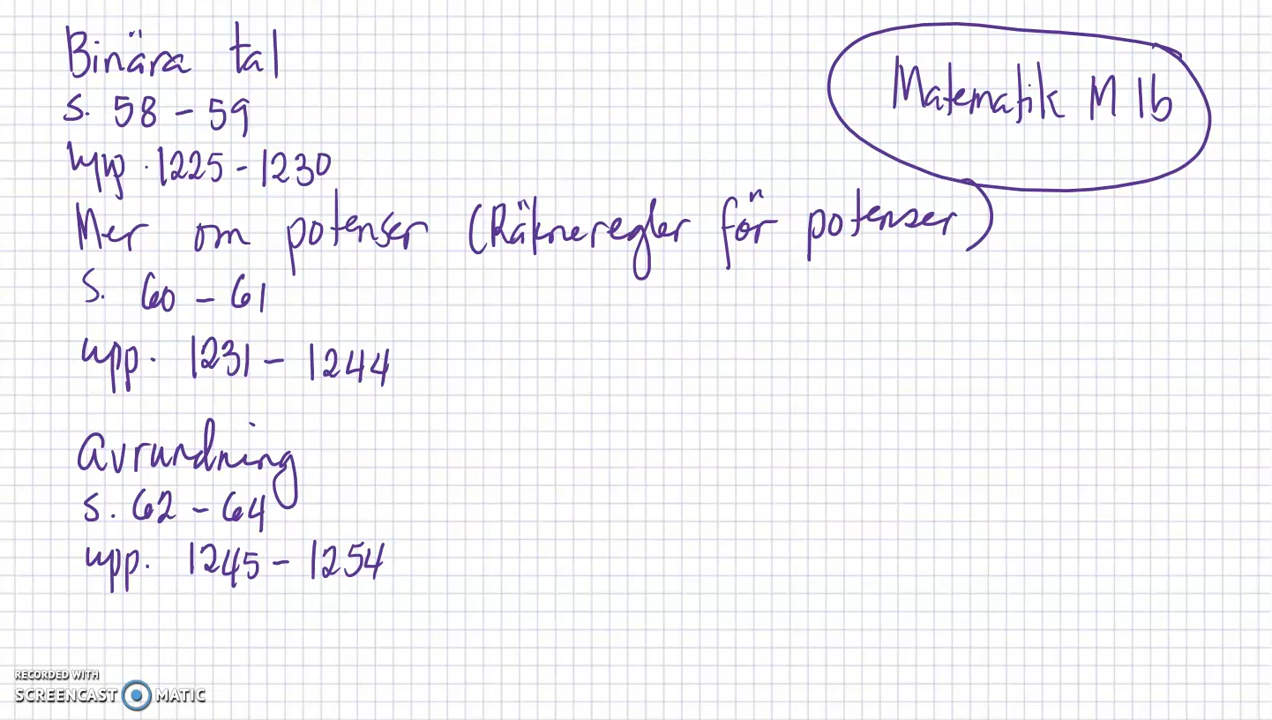 Binära tal
Matematik M 1b
s. 58 - 59
upp. 1225 - 1230
Mer om potenser (Räkneregler för potenser)
s. 60 - 61
upp. 1231 - 1244
Avrundning
s. 62 - 64
upp. 1245 - 1254
RECORDED WITH
SCREENCAST MATIC